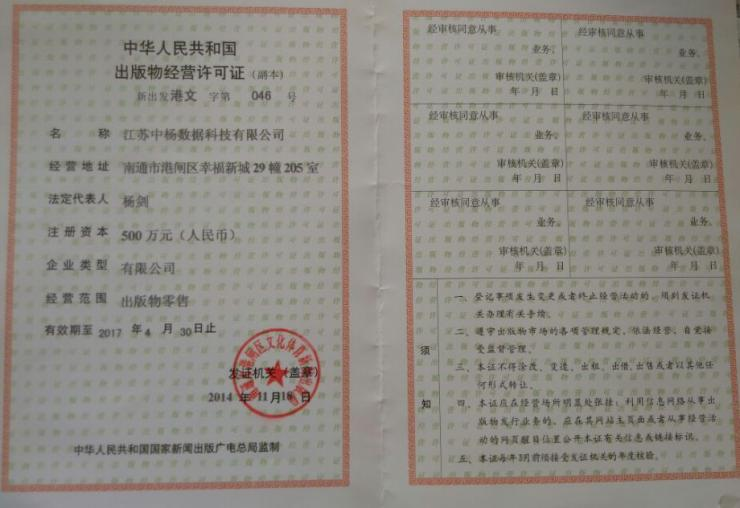 中华人民共和国
出版物经营许可证（副本）
新出发港文 字第 046 号
名 称 江苏中杨数据科技有限公司
经营地址 南通市港闸区幸福新城29幢205室
法定代表人 杨剑
注册资本 500万元（人民币）
企业类型 有限公司
经营范围 出版物零售
有效期至 2017 年 4 月 30 日止
发证机关（盖章）
2014 年 11 月 18 日
中华人民共和国国家新闻出版广电总局监制
经审核同意从事
业务。
审核机关(盖章)
年 月 日
经审核同意从事
业务。
审核机关(盖章)
年 月 日
经审核同意从事
业务。
审核机关(盖章)
年 月 日
经审核同意从事
业务。
审核机关(盖章)
年 月 日
经审核同意从事
业务。
审核机关(盖章)
年 月 日
经审核同意从事
业务。
审核机关(盖章)
年 月 日
须知
一、登记事项发生变更或者终止经营活动的，须到发证机
关办理有关手续。
二、遵守出版物市场的各项管理规定，依法经营，自觉接
受监督管理。
三、本证不得涂改、变造、出租、出借、出售或者以其他任
何形式转让。
四、本证应在经营场所明显处张挂；利用信息网络从事出
版物发行业务的，应在其网站主页面或者从事经营活
动的网页醒目位置公开本证有关信息或链接标识。
五、本证每年3月前须接受发证机关的年度核验。